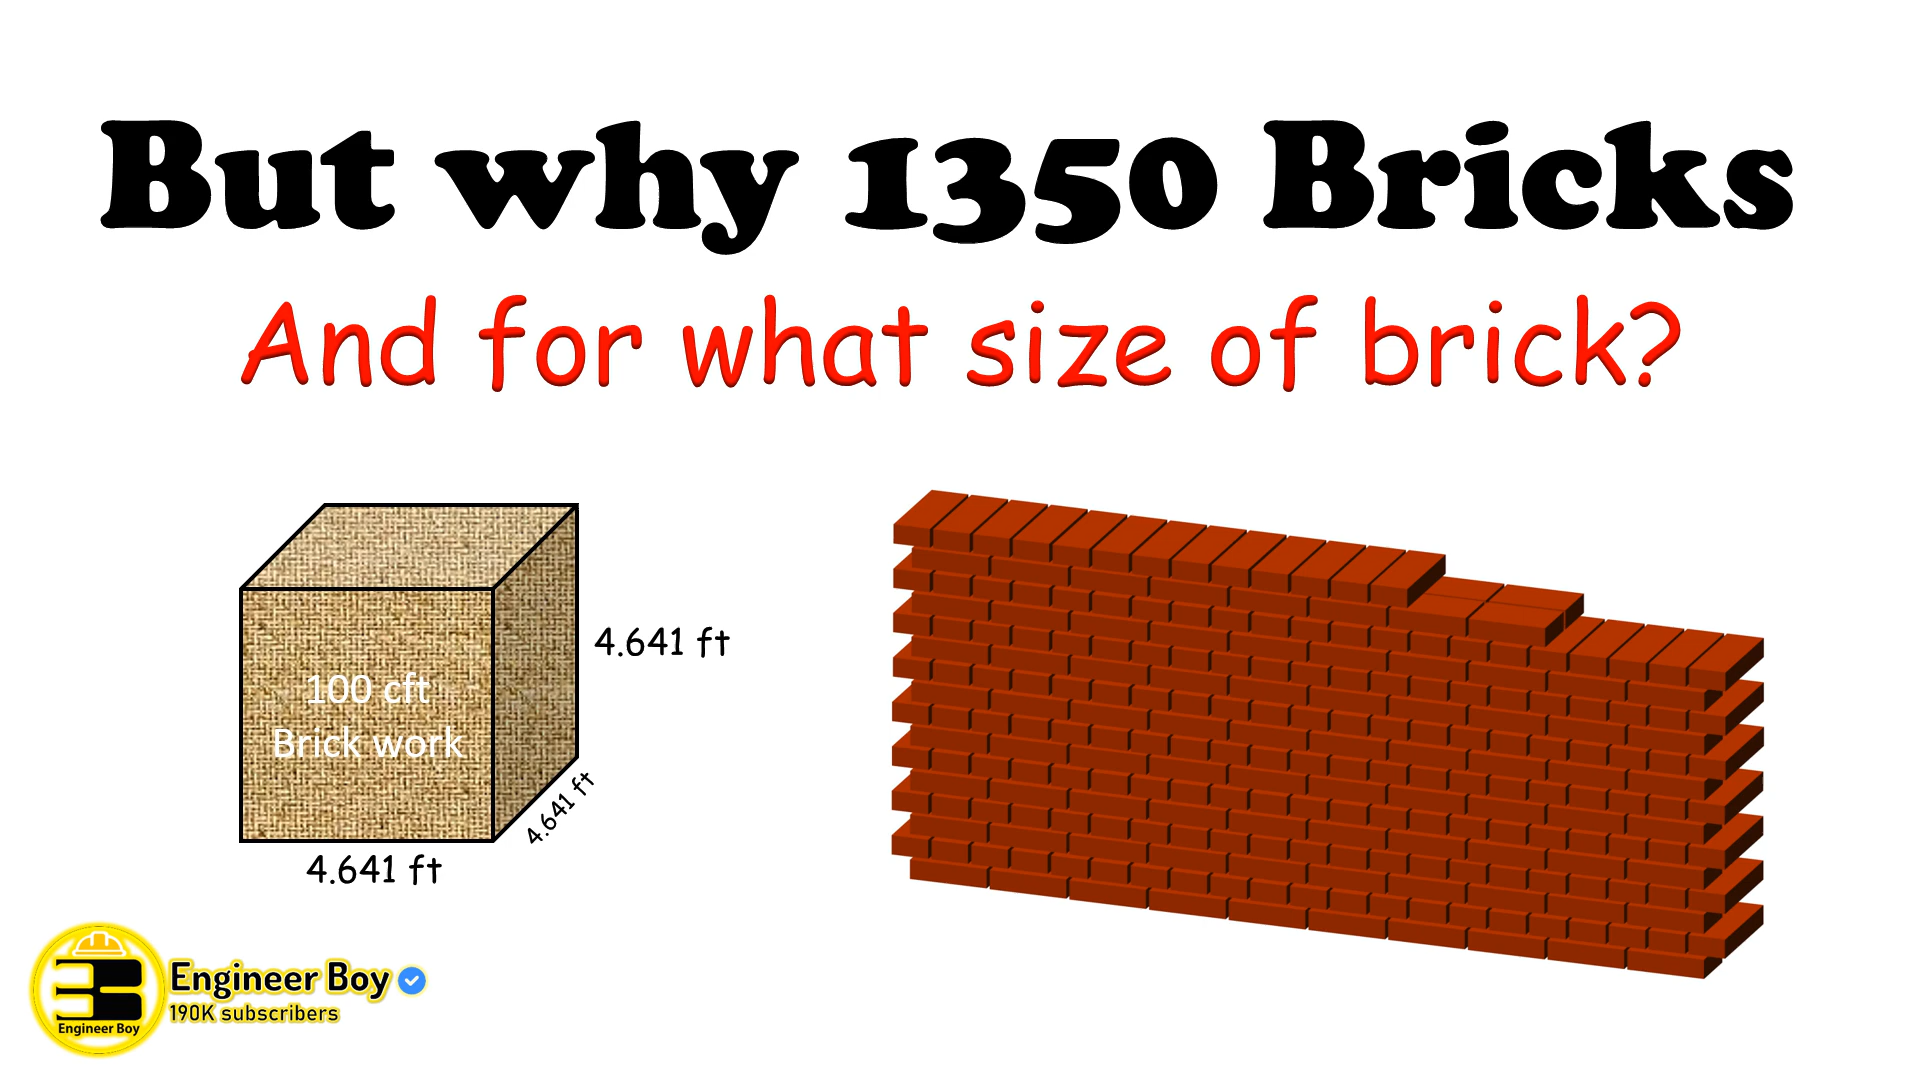 But why 1350 Bricks
And for what size of brick?
100 cft
Brick work
4.641 ft
4.641 ft
4.641 ft
Engineer Boy
Engineer Boy
190K subscribers